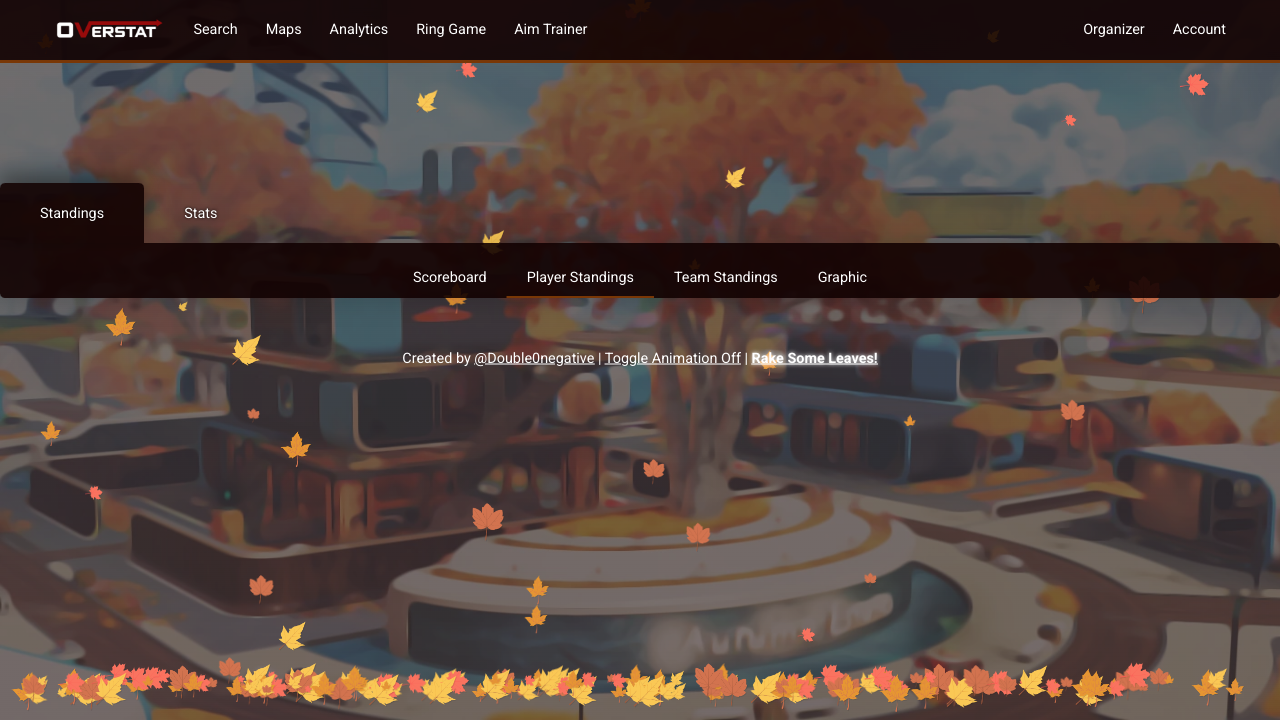 OVERSTAT Search Maps Analytics Ring Game Aim Trainer Organizer Account
Standings Stats
Scoreboard Player Standings Team Standings Graphic
Created by @Double0negative | Toggle Animation Off | Rake Some Leaves!